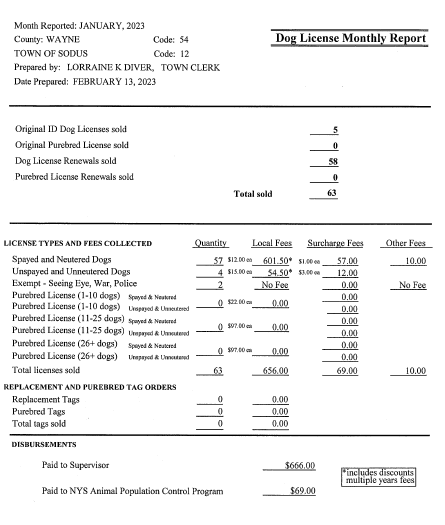 Month Reported: JANUARY, 2023
County: WAYNE Code: 54 Dog License Monthly Report
TOWN OF SODUS Code: 12
Prepared by: LORRAINE K DIVER, TOWN CLERK
Date Prepared: FEBRUARY 13, 2023
Original ID Dog Licenses sold 5
Original Purebred License sold 0
Dog License Renewals sold 58
Purebred License Renewals sold 0
Total sold 63
LICENSE TYPES AND FEES COLLECTED Quantity Local Fees Surcharge Fees Other Fees
Spayed and Neutered Dogs 57 $12.00 ea 601.50* $1.00 ea 57.00 10.00
Unspayed and Unneutered Dogs 4 $15.00 ea 54.50* $3.00 ea 12.00
Exempt - Seeing Eye, War, Police 2 No Fee 0.00 No Fee
Purebred License (1-10 dogs) Spayed & Neutered 0.00
Purebred License (1-10 dogs) Unspayed & Unneutered 0 $22.00 ea 0.00 0.00
Purebred License (11-25 dogs) Spayed & Neutered 0.00
Purebred License (11-25 dogs) Unspayed & Unneutered 0 $97.00 ea 0.00 0.00
Purebred License (26+ dogs) Spayed & Neutered 0.00
Purebred License (26+ dogs) Unspayed & Unneutered 0 $97.00 ea 0.00 0.00
Total licenses sold 63 656.00 69.00 10.00
REPLACEMENT AND PUREBRED TAG ORDERS
Replacement Tags 0 0.00
Purebred Tags 0 0.00
Total tags sold 0 0.00
DISBURSEMENTS
Paid to Supervisor $666.00
*includes discounts
multiple years fees
Paid to NYS Animal Population Control Program $69.00